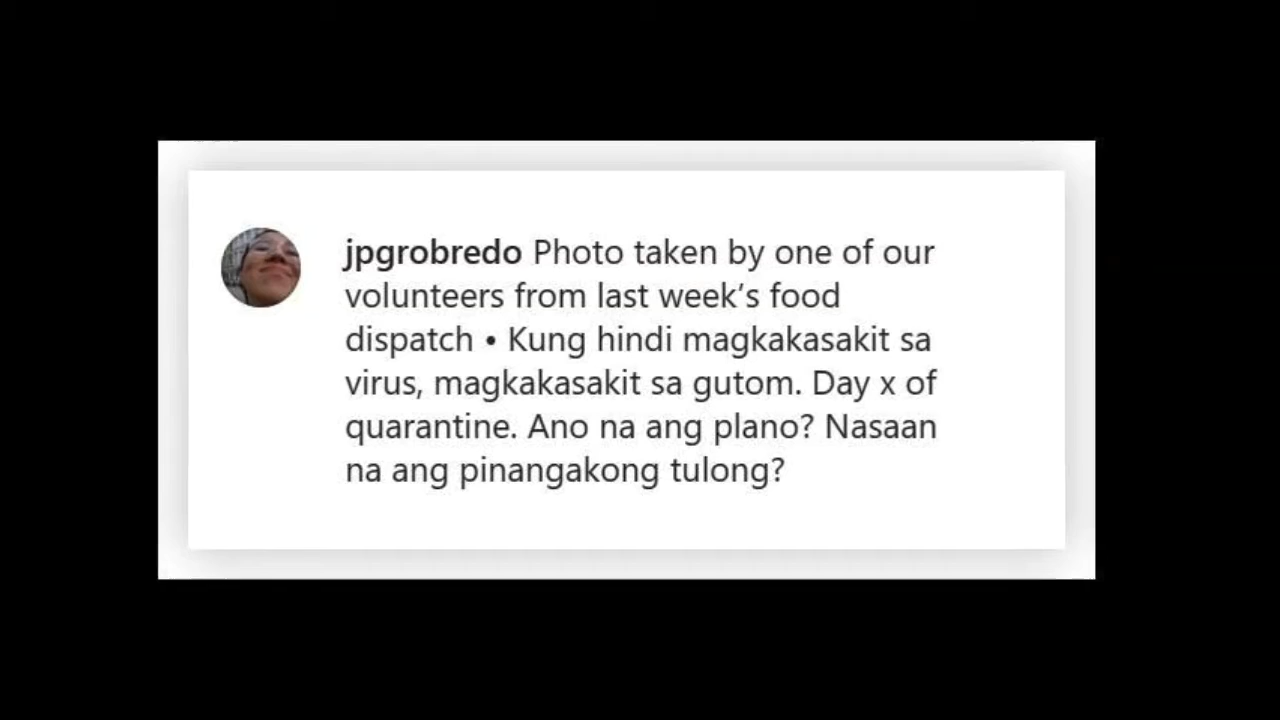 jpgrobredo Photo taken by one of our
volunteers from last week’s food
dispatch • Kung hindi magkakasakit sa
virus, magkakasakit sa gutom. Day x of
quarantine. Ano na ang plano? Nasaan
na ang pinangakong tulong?